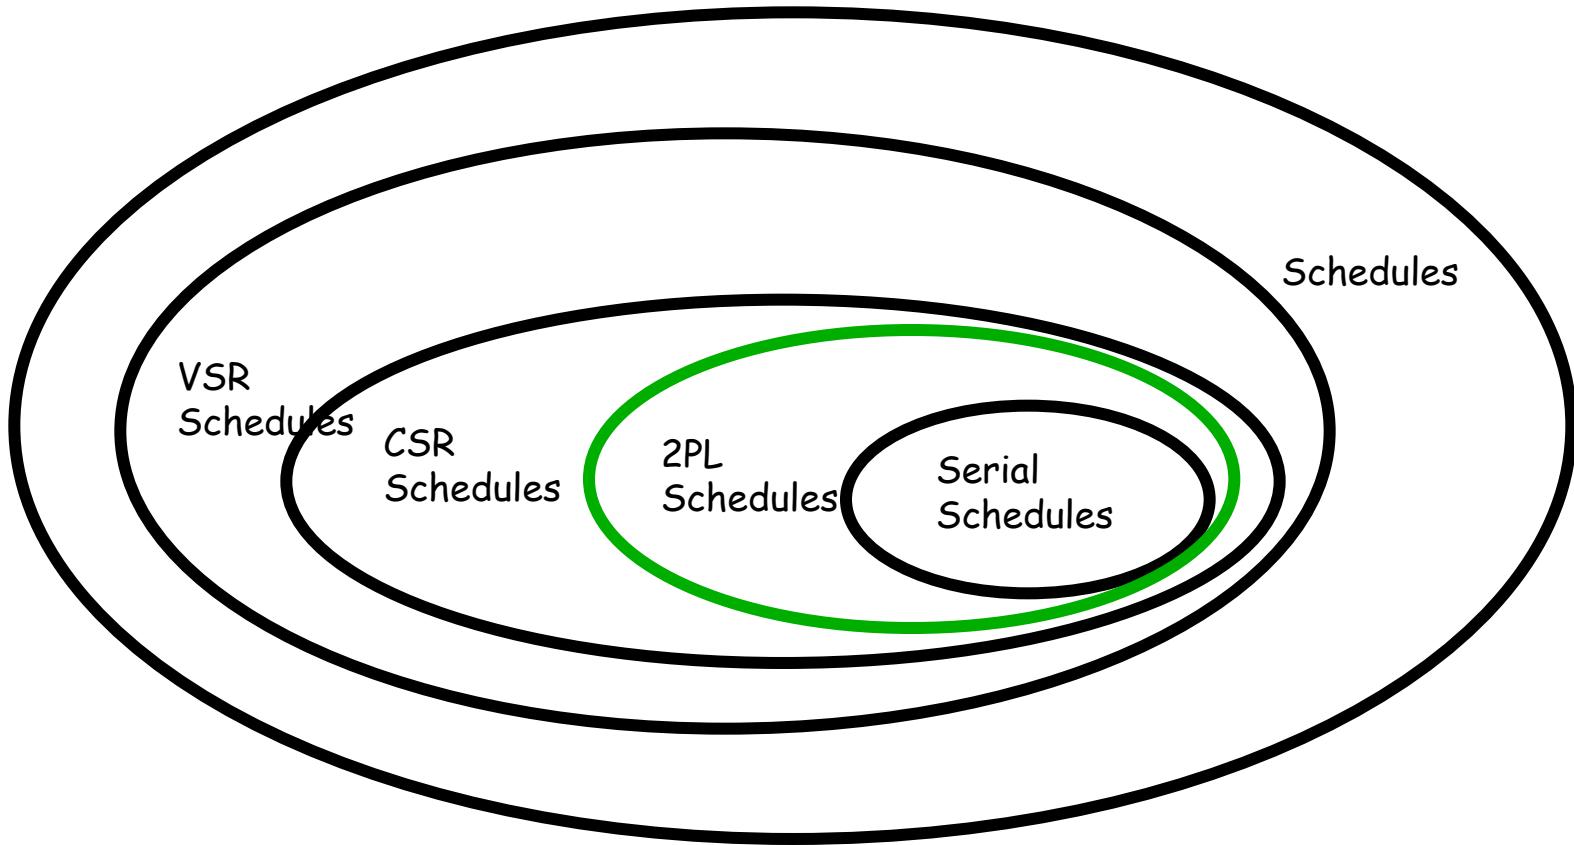 Schedules
VSR
Schedules
CSR
Schedules
2PL
Schedules
Serial
Schedules